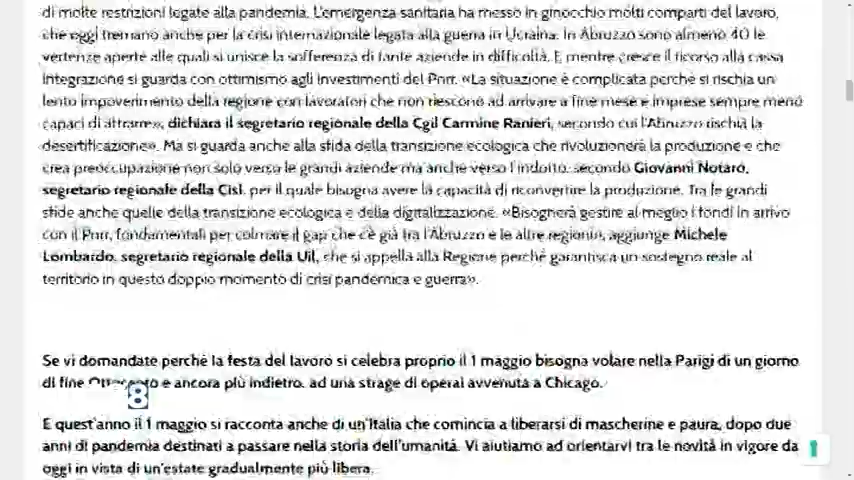 di molte restrizioni legate alla pandemia. L'emergenza sanitaria ha messo in ginocchio molti comparti del lavoro,
che oggi tremano anche per la crisi internazionale legata alla guerra in Ucraina. In Abruzzo sono almeno 40 le
vertenze aperte alle quali si unisce la sofferenza di tante aziende in difficoltà. E mentre cresce il ricorso alla cassa
integrazione si guarda con ottimismo agli investimenti del Pnrr. «La situazione è complicata perché si rischia un
lento impoverimento della regione con lavoratori che non riescono ad arrivare a fine mese e imprese sempre meno
capaci di attrarre», dichiara il segretario regionale della Cgil Carmine Ranieri, secondo cui l'Abruzzo rischia la
desertificazione». Ma si guarda anche alla sfida della transizione ecologica che rivoluzionerà la produzione e che
crea preoccupazione non solo verso le grandi aziende ma anche verso l'indotto, secondo Giovanni Notaro,
segretario regionale della Cisl, per il quale bisogna avere la capacità di riconvertire la produzione. Tra le grandi
sfide anche quelle della transizione ecologica e della digitalizzazione. «Bisognerà gestire al meglio i fondi in arrivo
con il Pnrr, fondamentali per colmare il gap che c'è già tra l'Abruzzo e le altre regioni», aggiunge Michele
Lombardo, segretario regionale della Uil, che si appella alla Regione perché garantisca un sostegno reale al
territorio in questo doppio momento di crisi pandemica e guerra».
Se vi domandate perché la festa del lavoro si celebra proprio il 1 maggio bisogna volare nella Parigi di un giorno
di fine Ottocento e ancora più indietro, ad una strage di operai avvenuta a Chicago.
8
E quest'anno il 1 maggio si racconta anche di un'Italia che comincia a liberarsi di mascherine e paura, dopo due
anni di pandemia destinati a passare nella storia dell'umanità. Vi aiutiamo ad orientarvi tra le novità in vigore da
oggi in vista di un'estate gradualmente più libera.